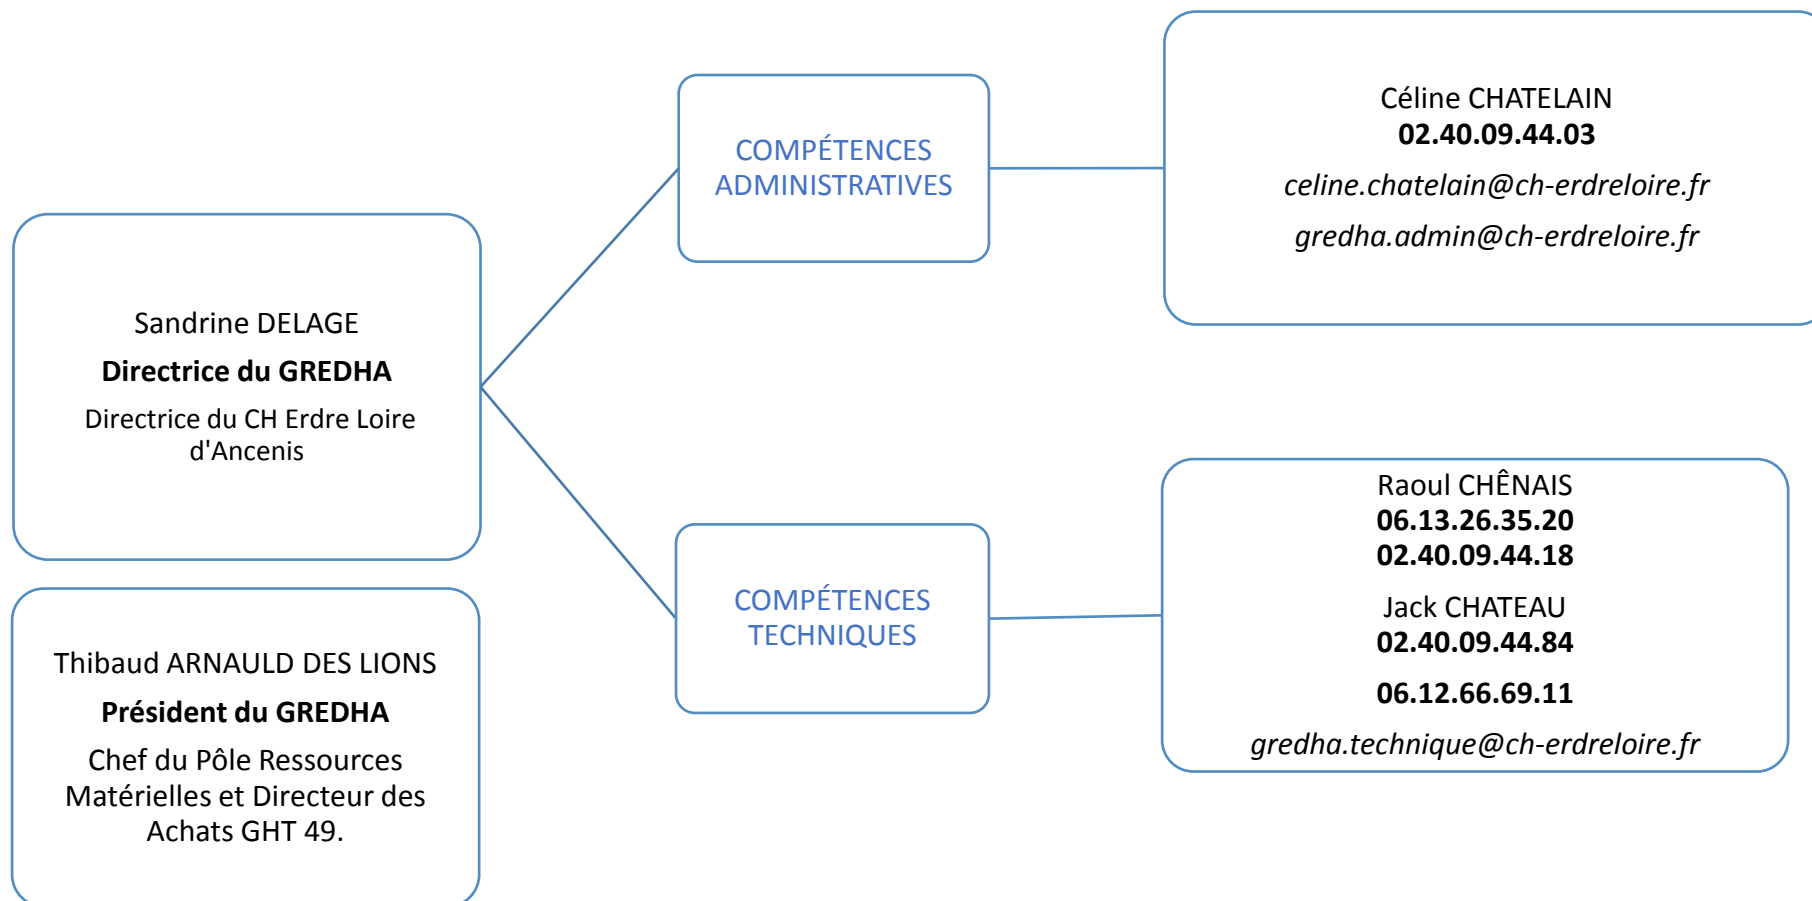 Sandrine DELAGE
Directrice du GREDHA
Directrice du CH Erdre Loire
d'Ancenis
Thibaud ARNAULD DES LIONS
Président du GREDHA
Chef du Pôle Ressources
Matérielles et Directeur des
Achats GHT 49.
COMPÉTENCES
ADMINISTRATIVES
Céline CHATELAIN
02.40.09.44.03
celine.chatelain@ch-erdreloire.fr
gredha.admin@ch-erdreloire.fr
COMPÉTENCES
TECHNIQUES
Raoul CHÊNAIS
06.13.26.35.20
02.40.09.44.18
Jack CHATEAU
02.40.09.44.84
06.12.66.69.11
gredha.technique@ch-erdreloire.fr